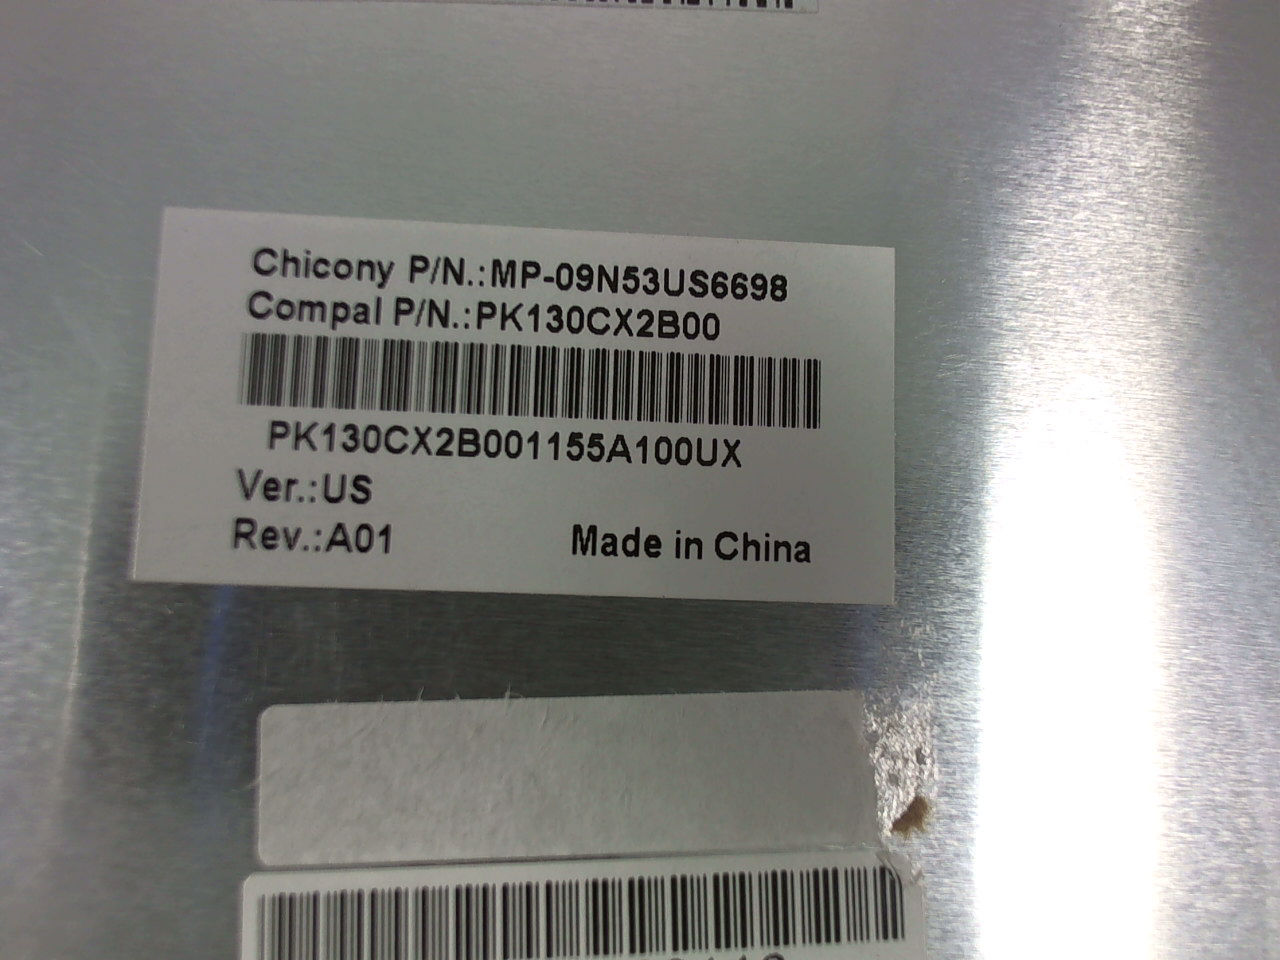 Chicony P/N.:MP-09N53US6698
Compal P/N.:PK130CX2B00
PK130CX2B001155A100UX
Ver.:US
Rev.:A01
Made in China